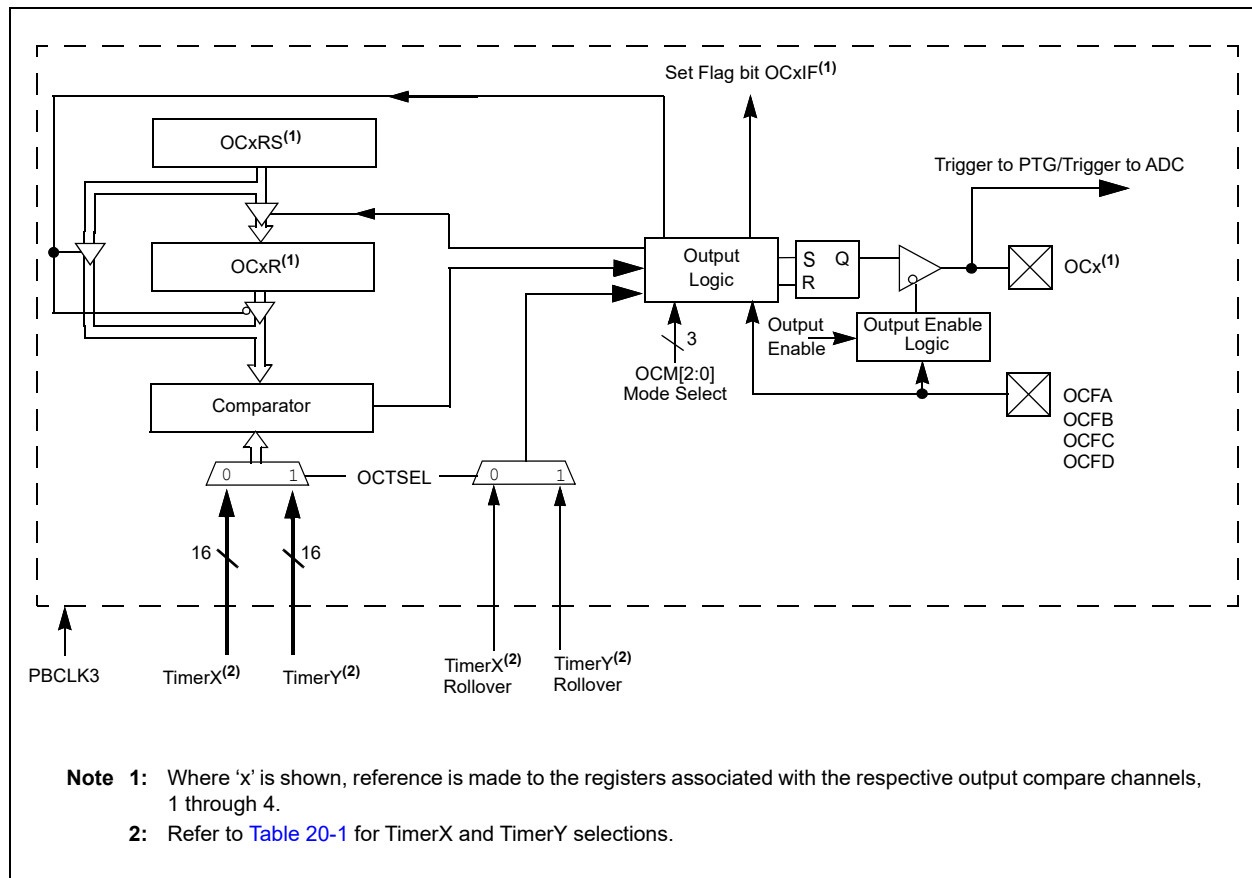 Set Flag bit OCxIF(1)
OCxRS(1)
Trigger to PTG/Trigger to ADC
OCxR(1)
Output
Logic
S Q
R
OCx(1)
Output
Enable
Output Enable
Logic
3
OCM[2:0]
Mode Select
Comparator
OCFA
OCFB
OCFC
OCFD
0 1
OCTSEL
0 1
16
16
PBCLK3
TimerX(2)
TimerY(2)
TimerX(2)
Rollover
TimerY(2)
Rollover
Note 1: Where ‘x’ is shown, reference is made to the registers associated with the respective output compare channels,
1 through 4.
2: Refer to Table 20-1 for TimerX and TimerY selections.